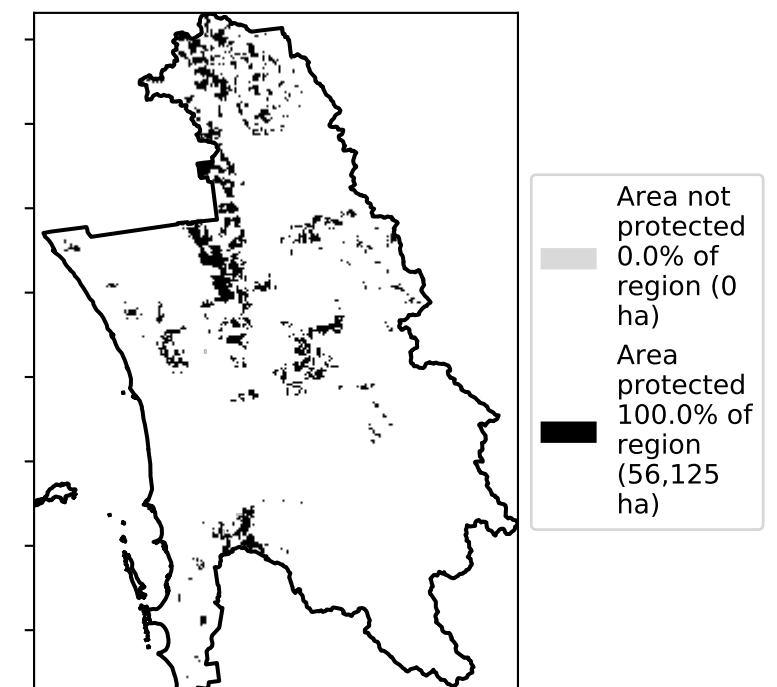 Area not
protected
0.0% of
region (0
ha)
Area
protected
100.0% of
region
(56,125
ha)